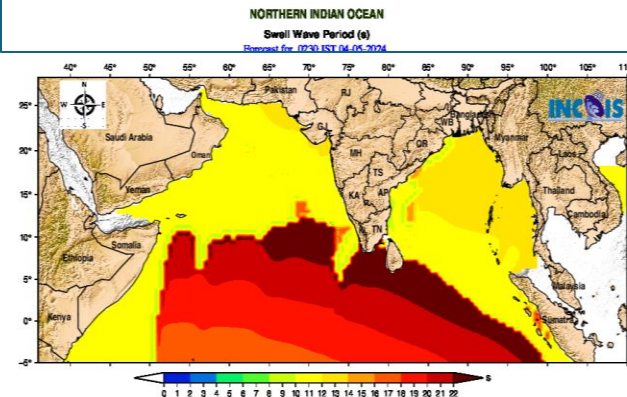 NORTHERN INDIAN OCEAN
Swell Wave Period (s)
Forecast for 0230 IST 04-05-2024
50° 55° 60° 65° 70° 75° 80° 85° 90° 95° 100° 105° 11
N
W E
S
INCOIS
25°
20°
15°
10°
5°
0°
-5°
Pakistan
RJ
GJ
WB
Bangladesh
Myanmar
Saudi Arabia
Oman
MH
OR
TS
Laos
Yemen
KA
AP
Thailand
TN
Cambodia
Somalia
Ethiopia
Malaysia
Kenya
Sumatra
0 1 2 3 4 5 6 7 8 9 10 11 12 13 14 15 16 17 18 19 20 21 22 s